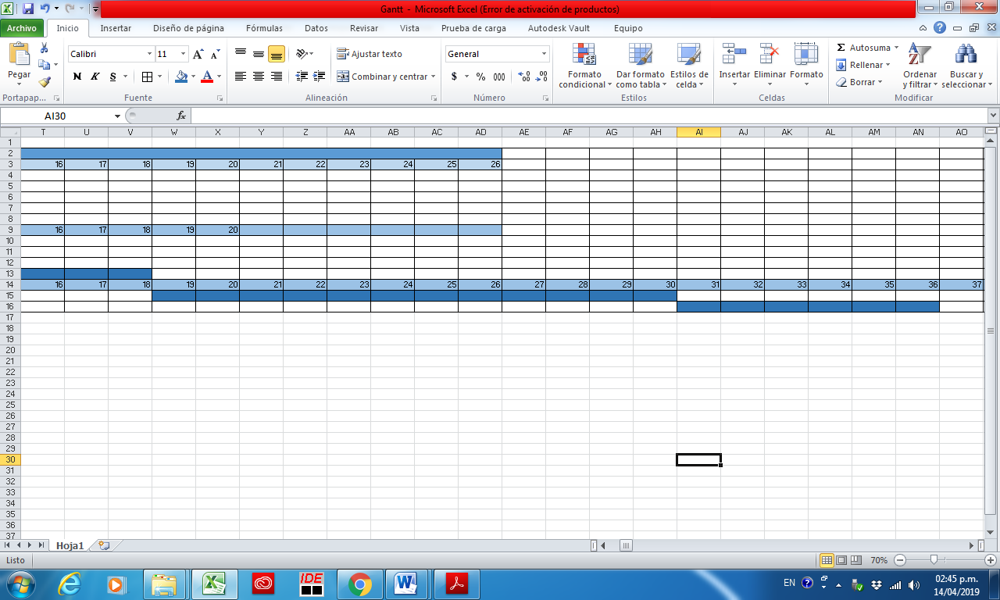 Gantt - Microsoft Excel (Error de activación de productos)
Archivo Inicio Insertar Diseño de página Fórmulas Datos Revisar Vista Prueba de carga Autodesk Vault Equipo
Pegar
Portapap...
Calibri 11
N K S
Fuente
Ajustar texto
Combinar y centrar
Alineación
General
$ % 000
Número
Formato condicional
Dar formato como tabla
Estilos de celda
Estilos
Insertar Eliminar Formato
Celdas
Autosuma
Rellenar
Borrar
Ordenar y filtrar
Buscar y seleccionar
Modificar
AI30 fx
T U V W X Y Z AA AB AC AD AE AF AG AH AI AJ AK AL AM AN AO
1
2
3 16 17 18 19 20 21 22 23 24 25 26
4
5
6
7
8
9 16 17 18 19 20
10
11
12
13
14 16 17 18 19 20 21 22 23 24 25 26 27 28 29 30 31 32 33 34 35 36 37
15
16
17
18
19
20
21
22
23
24
25
26
27
28
29
30
31
32
33
34
35
36
37
Hoja1
Listo 70%
IDE EN 02:45 p.m.
14/04/2019